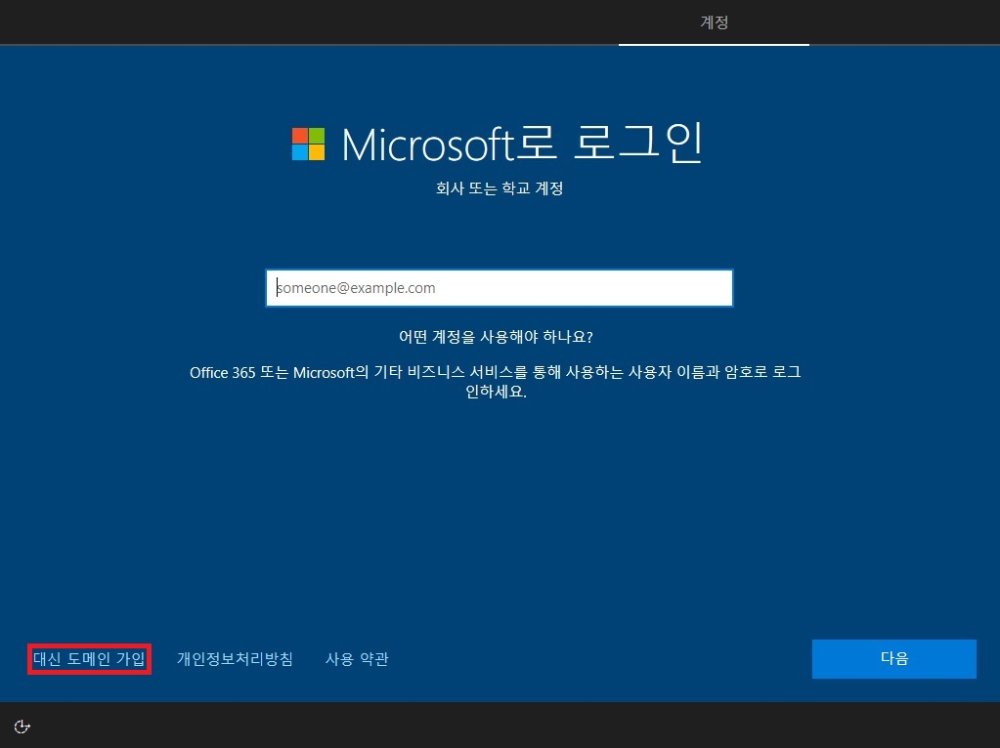 계정
Microsoft로 로그인
회사 또는 학교 계정
someone@example.com
어떤 계정을 사용해야 하나요?
Office 365 또는 Microsoft의 기타 비즈니스 서비스를 통해 사용하는 사용자 이름과 암호로 로그
인하세요.
대신 도메인 가입 개인정보처리방침 사용 약관 다음